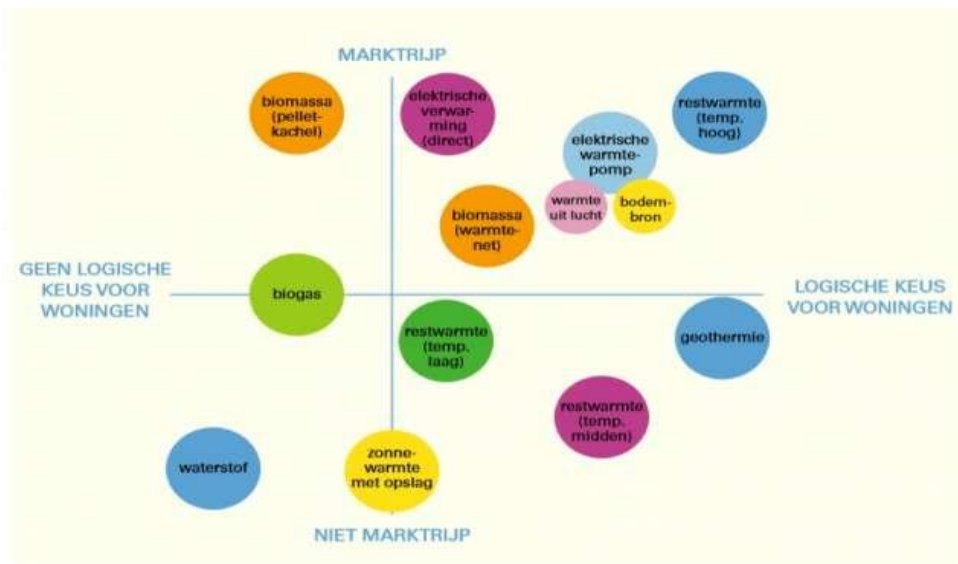 MARKTRIJP
biomassa
(pellet-
kachel)
elektrische
verwar-
ming
(direct)
restwarmte
(temp.
hoog)
elektrische
warmte-
pomp
warmte
uit lucht
bodem-
bron
biomassa
(warmte-
net)
GEEN LOGISCHE
KEUS VOOR
WONINGEN
biogas
LOGISCHE KEUS
VOOR WONINGEN
restwarmte
(temp.
laag)
geothermie
restwarmte
(temp.
midden)
waterstof
zonne-
warmte
met opslag
NIET MARKTRIJP